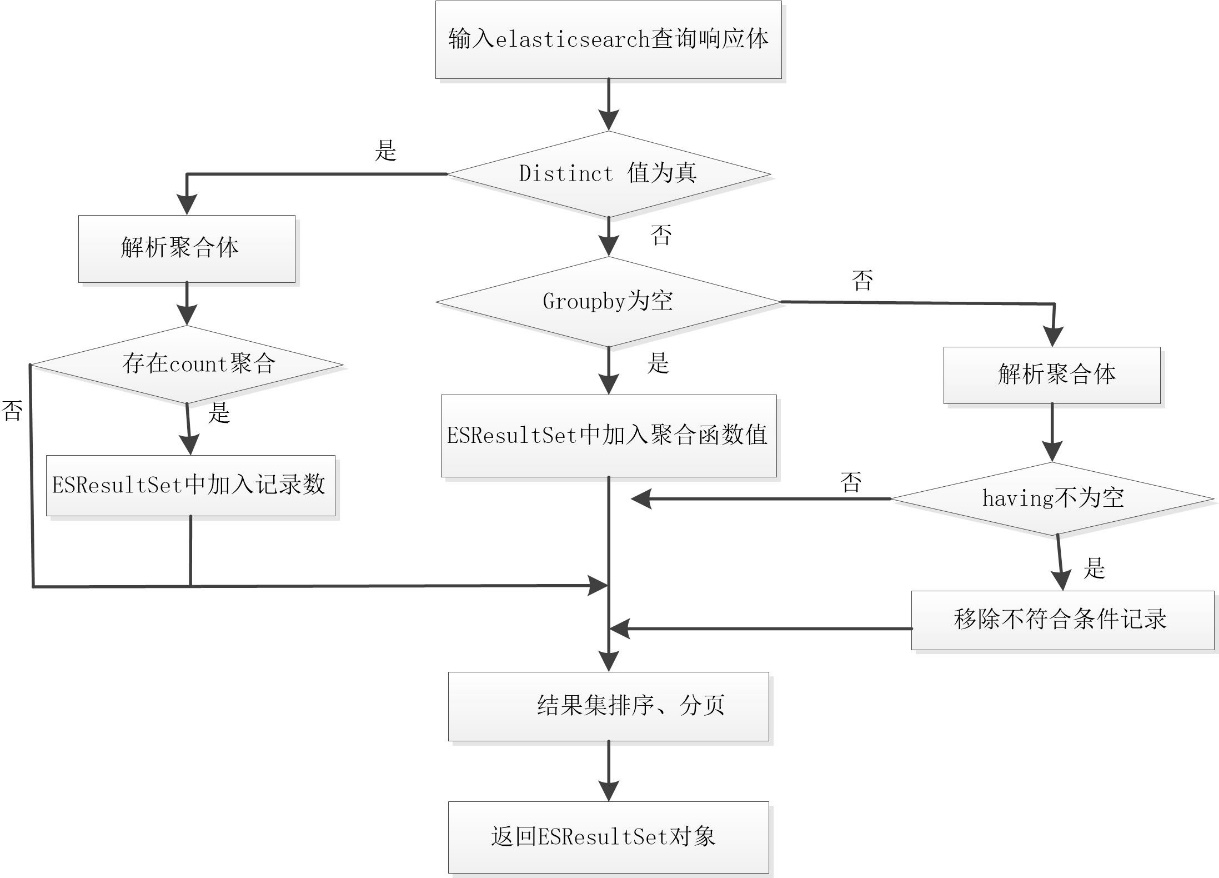 输入elasticsearch查询响应体
是
Distinct 值为真
否
解析聚合体
Groupby为空
否
存在count聚合
是
解析聚合体
否
是
ESResultSet中加入聚合函数值
ESResultSet中加入记录数
否
having不为空
是
移除不符合条件记录
结果集排序、分页
返回ESResultSet对象